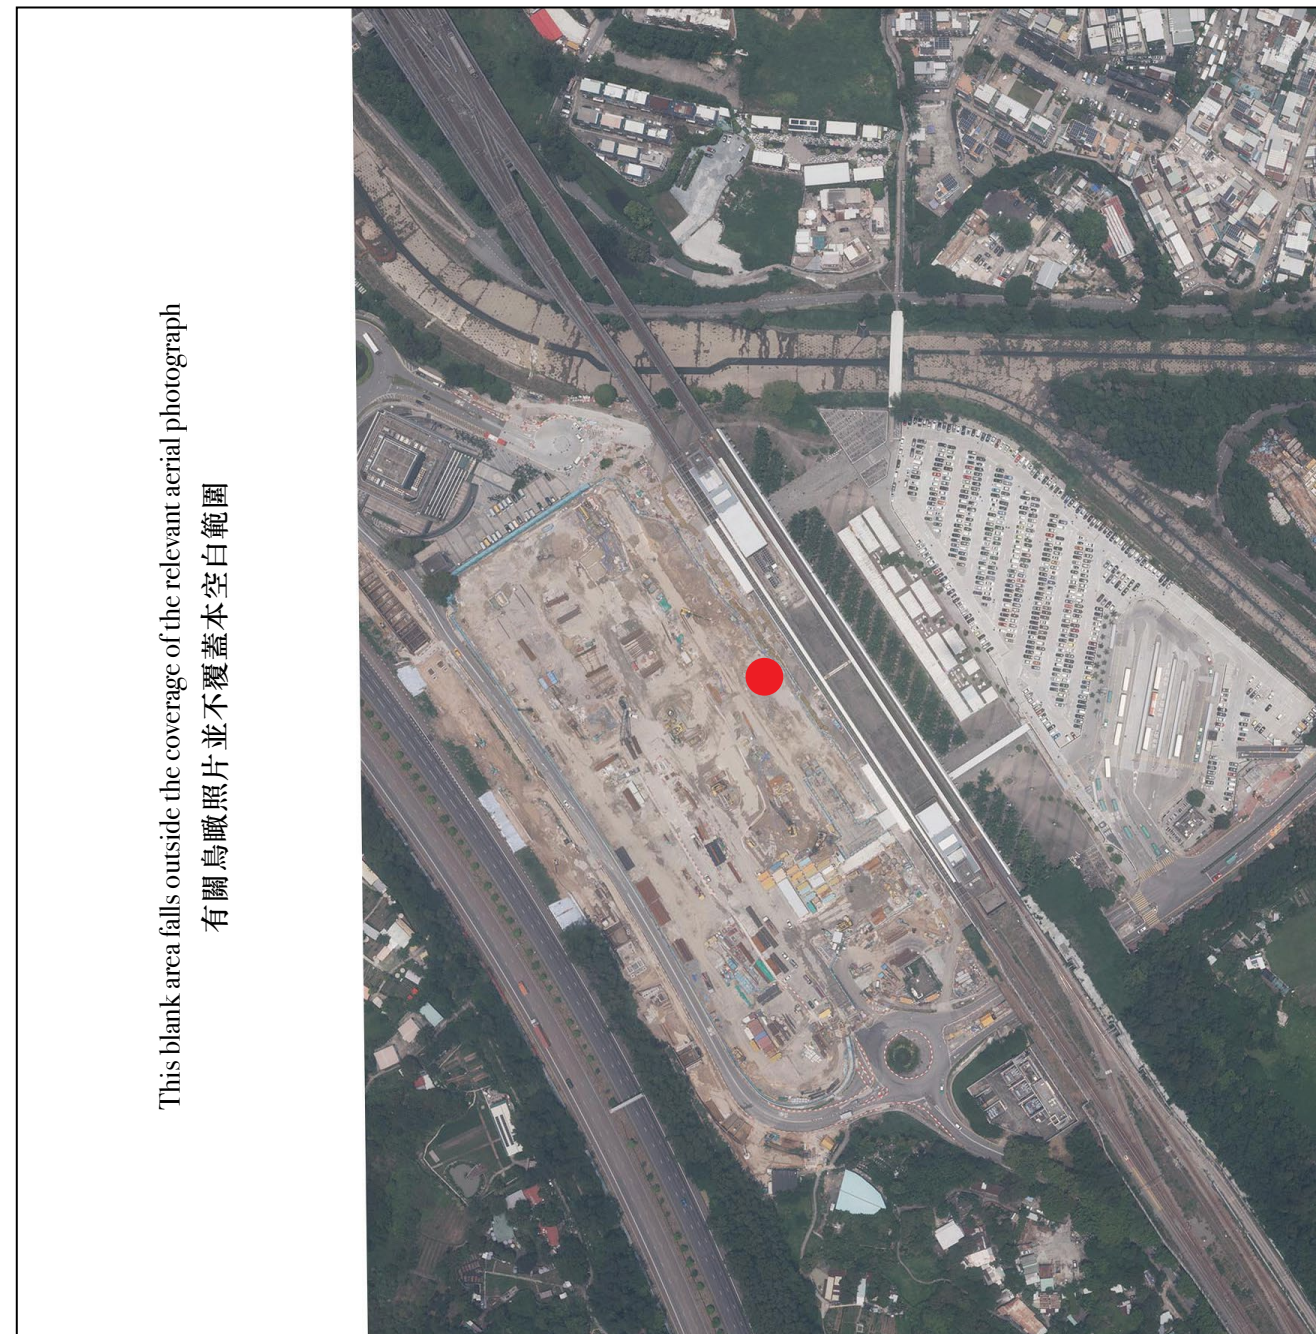 This blank area falls outside the coverage of the relevant aerial photograph
有關鳥瞰照片並不覆蓋本空白範圍